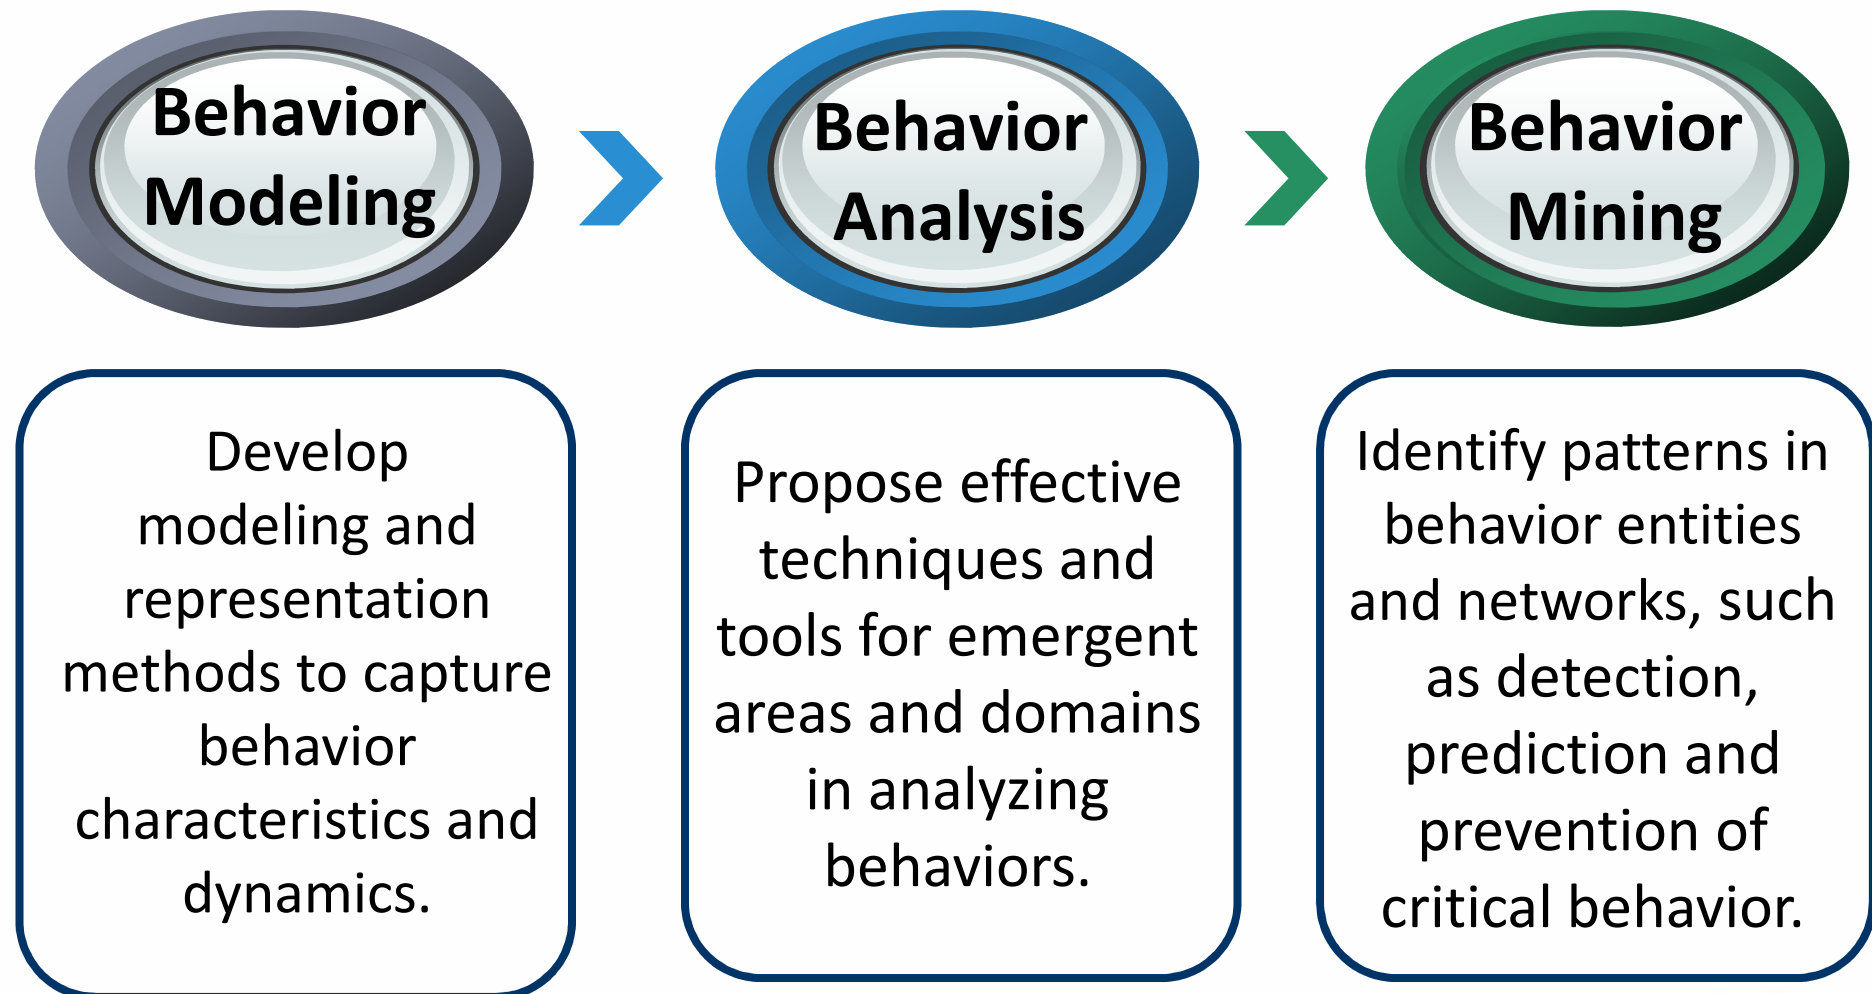 Behavior
Modeling
Behavior
Analysis
Behavior
Mining
Develop
modeling and
representation
methods to capture
behavior
characteristics and
dynamics.
Propose effective
techniques and
tools for emergent
areas and domains
in analyzing
behaviors.
Identify patterns in
behavior entities
and networks, such
as detection,
prediction and
prevention of
critical behavior.